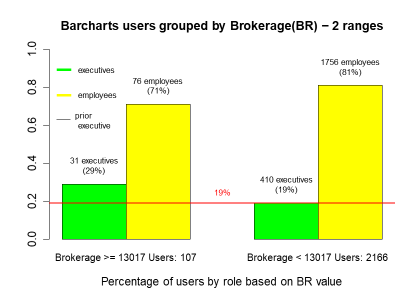 Barcharts users grouped by Brokerage(BR) − 2 ranges
1.0
0.8
0.6
0.4
0.2
0.0
executives
employees
prior
executive
31 executives
(29%)
76 employees
(71%)
19%
410 executives
(19%)
1756 employees
(81%)
Brokerage >= 13017 Users: 107
Brokerage < 13017 Users: 2166
Percentage of users by role based on BR value